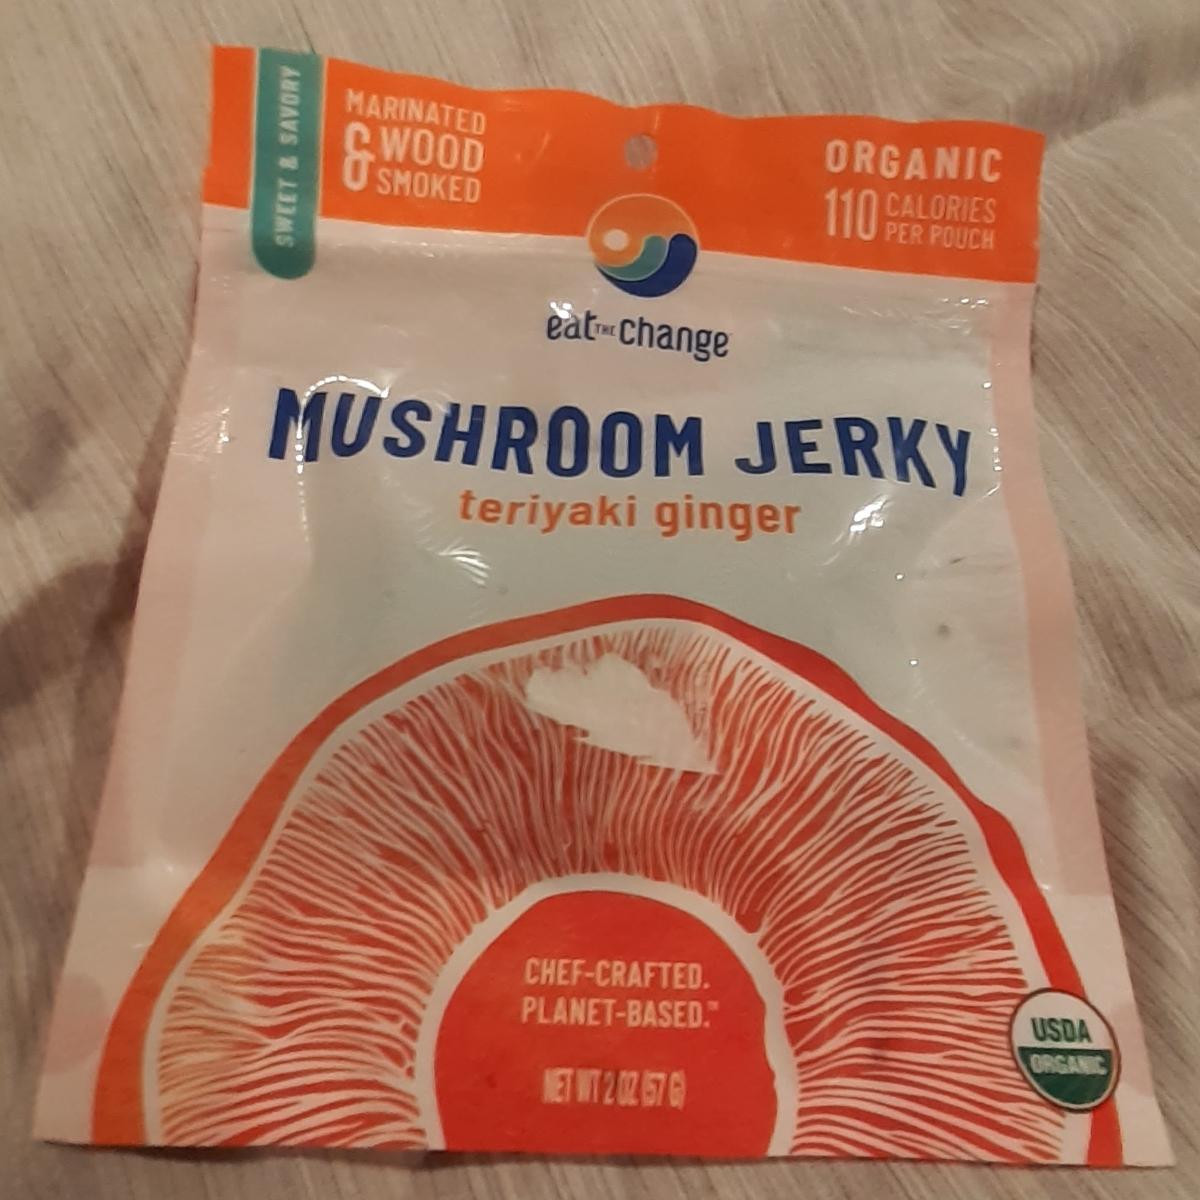 SWEET & SAVORY
MARINATED
& WOOD
SMOKED
ORGANIC
110 CALORIES
PER POUCH
eat THE change
MUSHROOM JERKY
teriyaki ginger
CHEF-CRAFTED.
PLANET-BASED.™
NET WT 2 OZ (57 G)
USDA
ORGANIC